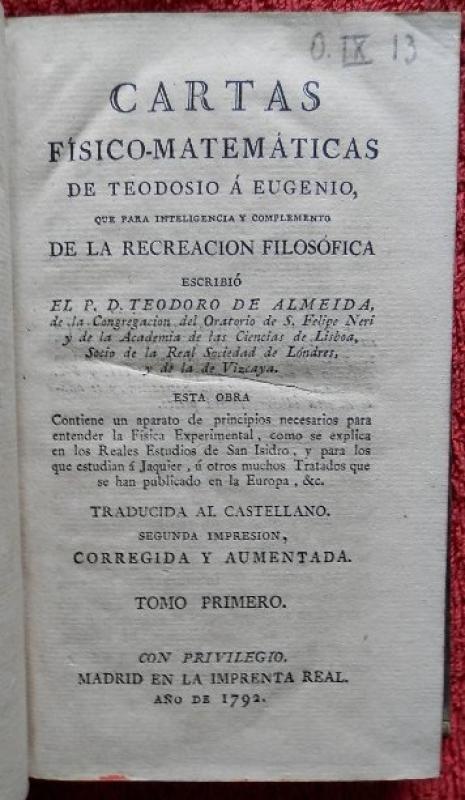 O. IX 13
CARTAS
FÍSICO-MATEMÁTICAS
DE TEODOSIO Á EUGENIO,
QUE PARA INTELIGENCIA Y COMPLEMENTO
DE LA RECREACION FILOSÓFICA
ESCRIBIÓ
EL P. D. TEODORO DE ALMEIDA,
de la Congregacion del Oratorio de S. Felipe Neri
y de la Academia de las Ciencias de Lisboa,
Socio de la Real Sociedad de Lóndres,
y de la de Vizcaya.
ESTA OBRA
Contiene un aparato de principios necesarios para
entender la Física Experimental, como se explica
en los Reales Estudios de San Isidro, y para los
que estudian á Jaquier, ú otros muchos Tratados que
se han publicado en la Europa, &c.
TRADUCIDA AL CASTELLANO.
SEGUNDA IMPRESION,
CORREGIDA Y AUMENTADA.
TOMO PRIMERO.
CON PRIVILEGIO.
MADRID EN LA IMPRENTA REAL.
AÑO DE 1792.